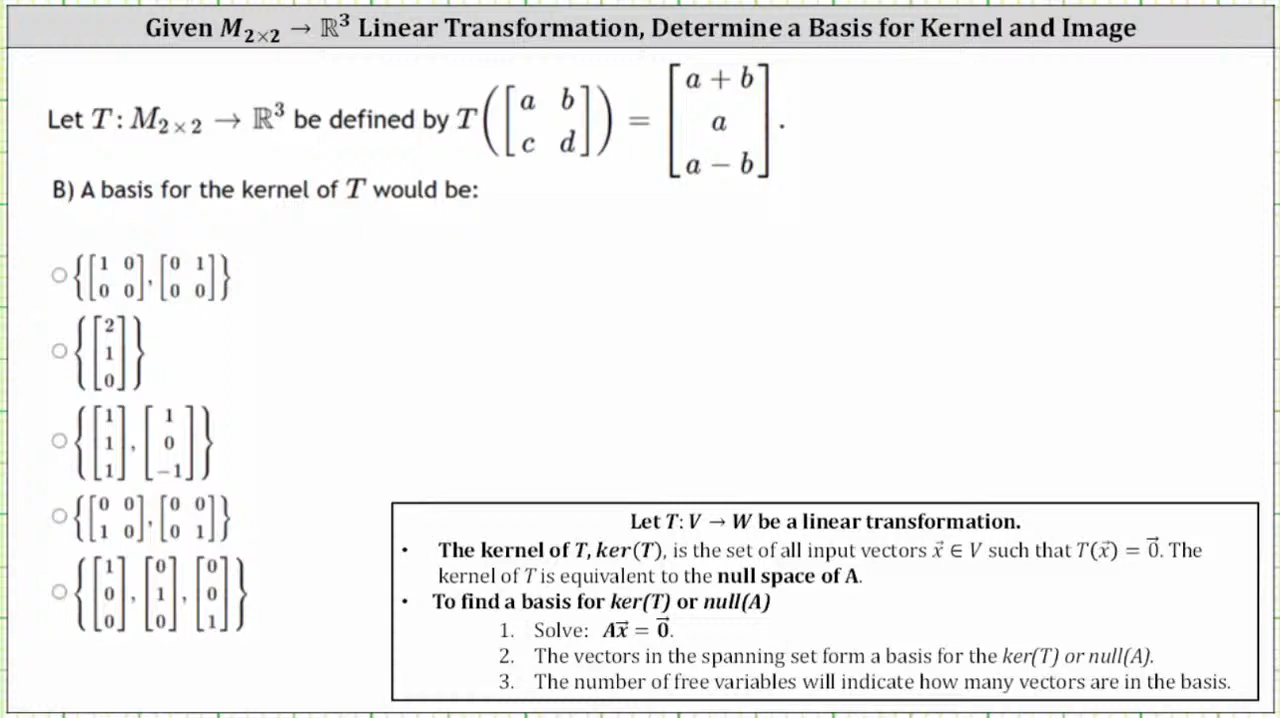 Given M₂ₓ₂ → ℝ³ Linear Transformation, Determine a Basis for Kernel and Image
Let T : M₂ₓ₂ → ℝ³ be defined by T([a b; c d]) = [a + b; a; a − b].
B) A basis for the kernel of T would be:
{[1 0; 0 0], [0 1; 0 0]}
{[2; 1; 0]}
{[1; 1; 1], [1; 0; −1]}
{[0 0; 1 0], [0 0; 0 1]}
{[1; 0; 0], [0; 1; 0], [0; 0; 1]}
Let T: V → W be a linear transformation.
• The kernel of T, ker(T), is the set of all input vectors x⃗ ∈ V such that T(x⃗) = 0⃗. The
kernel of T is equivalent to the null space of A.
• To find a basis for ker(T) or null(A)
1. Solve: Ax⃗ = 0⃗.
2. The vectors in the spanning set form a basis for the ker(T) or null(A).
3. The number of free variables will indicate how many vectors are in the basis.